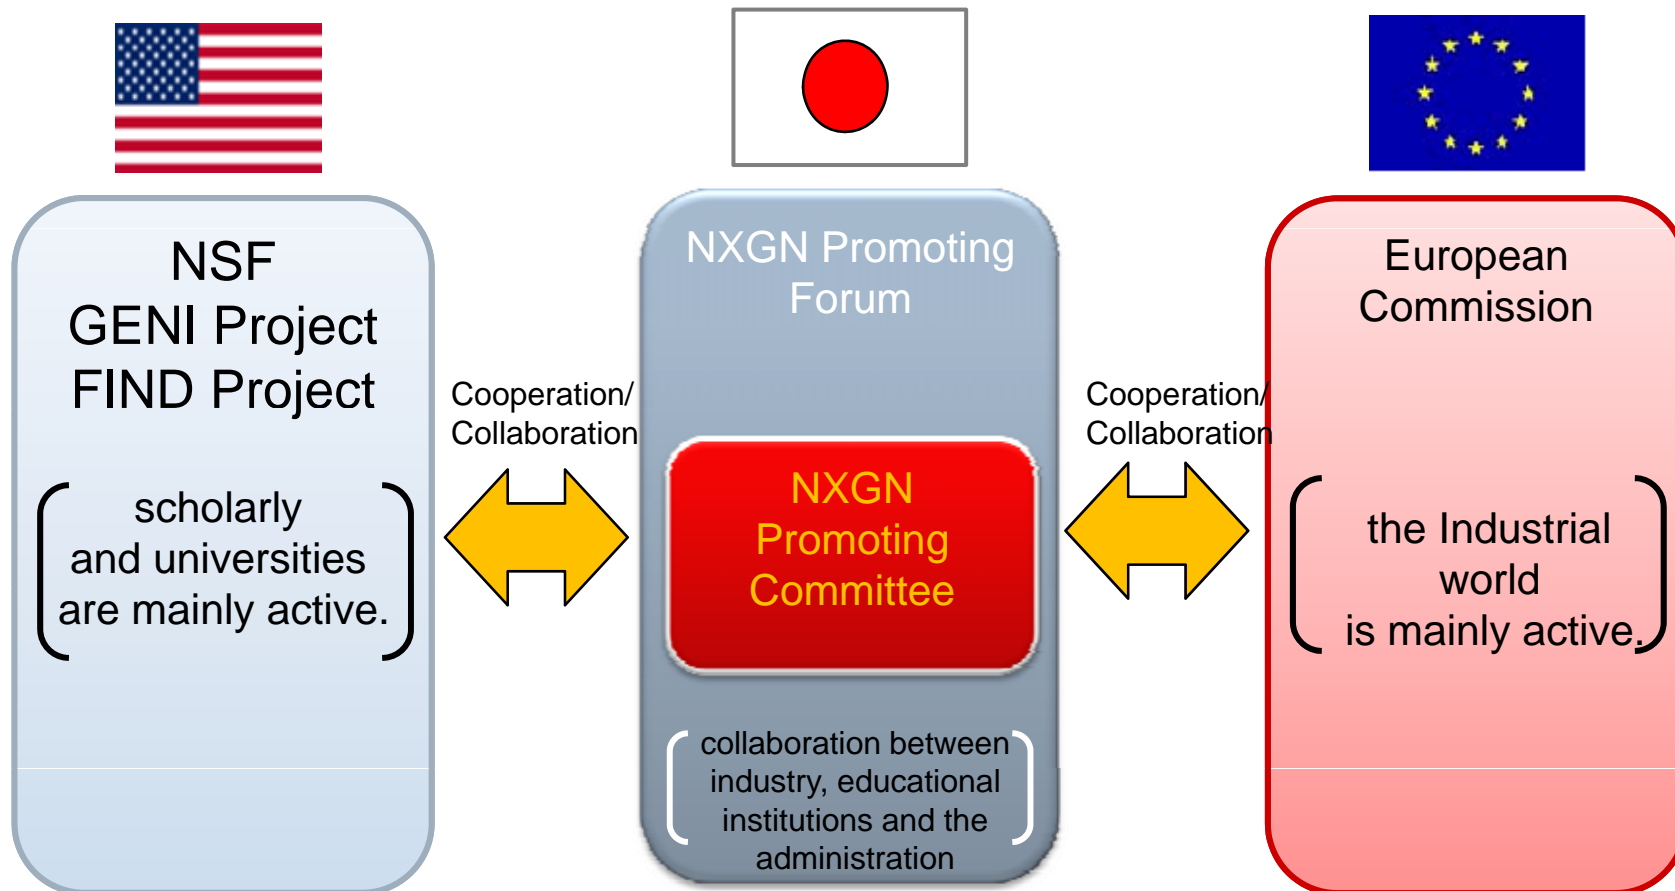 NSF
GENI Project
FIND Project
scholarly
and universities
are mainly active.
Cooperation/
Collaboration
NXGN Promoting
Forum
NXGN
Promoting
Committee
collaboration between
industry, educational
institutions and the
administration
Cooperation/
Collaboration
European
Commission
the Industrial
world
is mainly active.